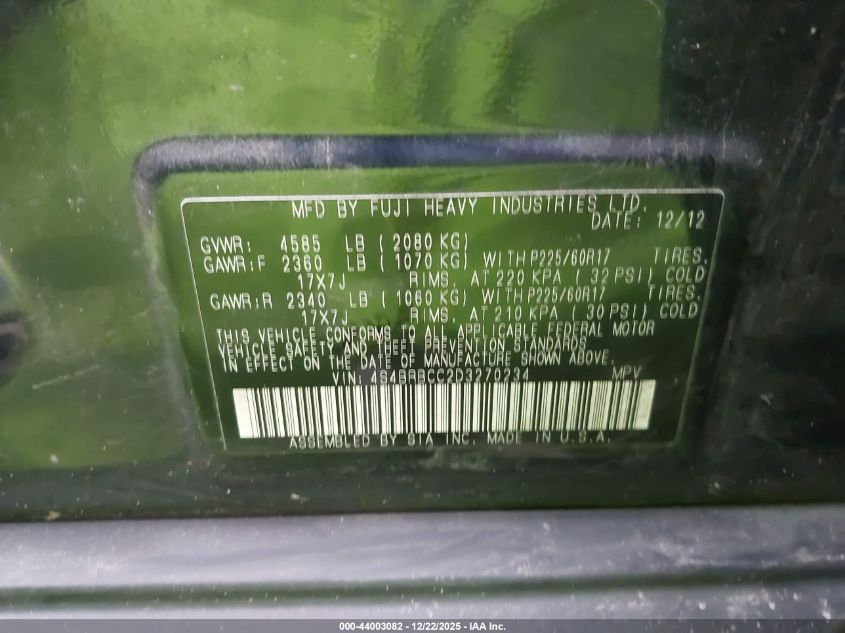 MFD BY FUJI HEAVY INDUSTRIES LTD.
DATE: 12/12
GVWR: 4585 LB (2080 KG)
GAWR:F 2360 LB (1070 KG) WITH P225/60R17 TIRES,
17X7J RIMS, AT 220 KPA (32 PSI) COLD
GAWR:R 2340 LB (1060 KG) WITH P225/60R17 TIRES,
17X7J RIMS, AT 210 KPA (30 PSI) COLD
THIS VEHICLE CONFORMS TO ALL APPLICABLE FEDERAL MOTOR
VEHICLE SAFETY AND THEFT PREVENTION STANDARDS
IN EFFECT ON THE DATE OF MANUFACTURE SHOWN ABOVE.
VIN: 4S4BRBCC2D3270234 MPV
ASSEMBLED BY SIA INC. MADE IN U.S.A.
000-44003082 - 12/22/2025 - IAA Inc.